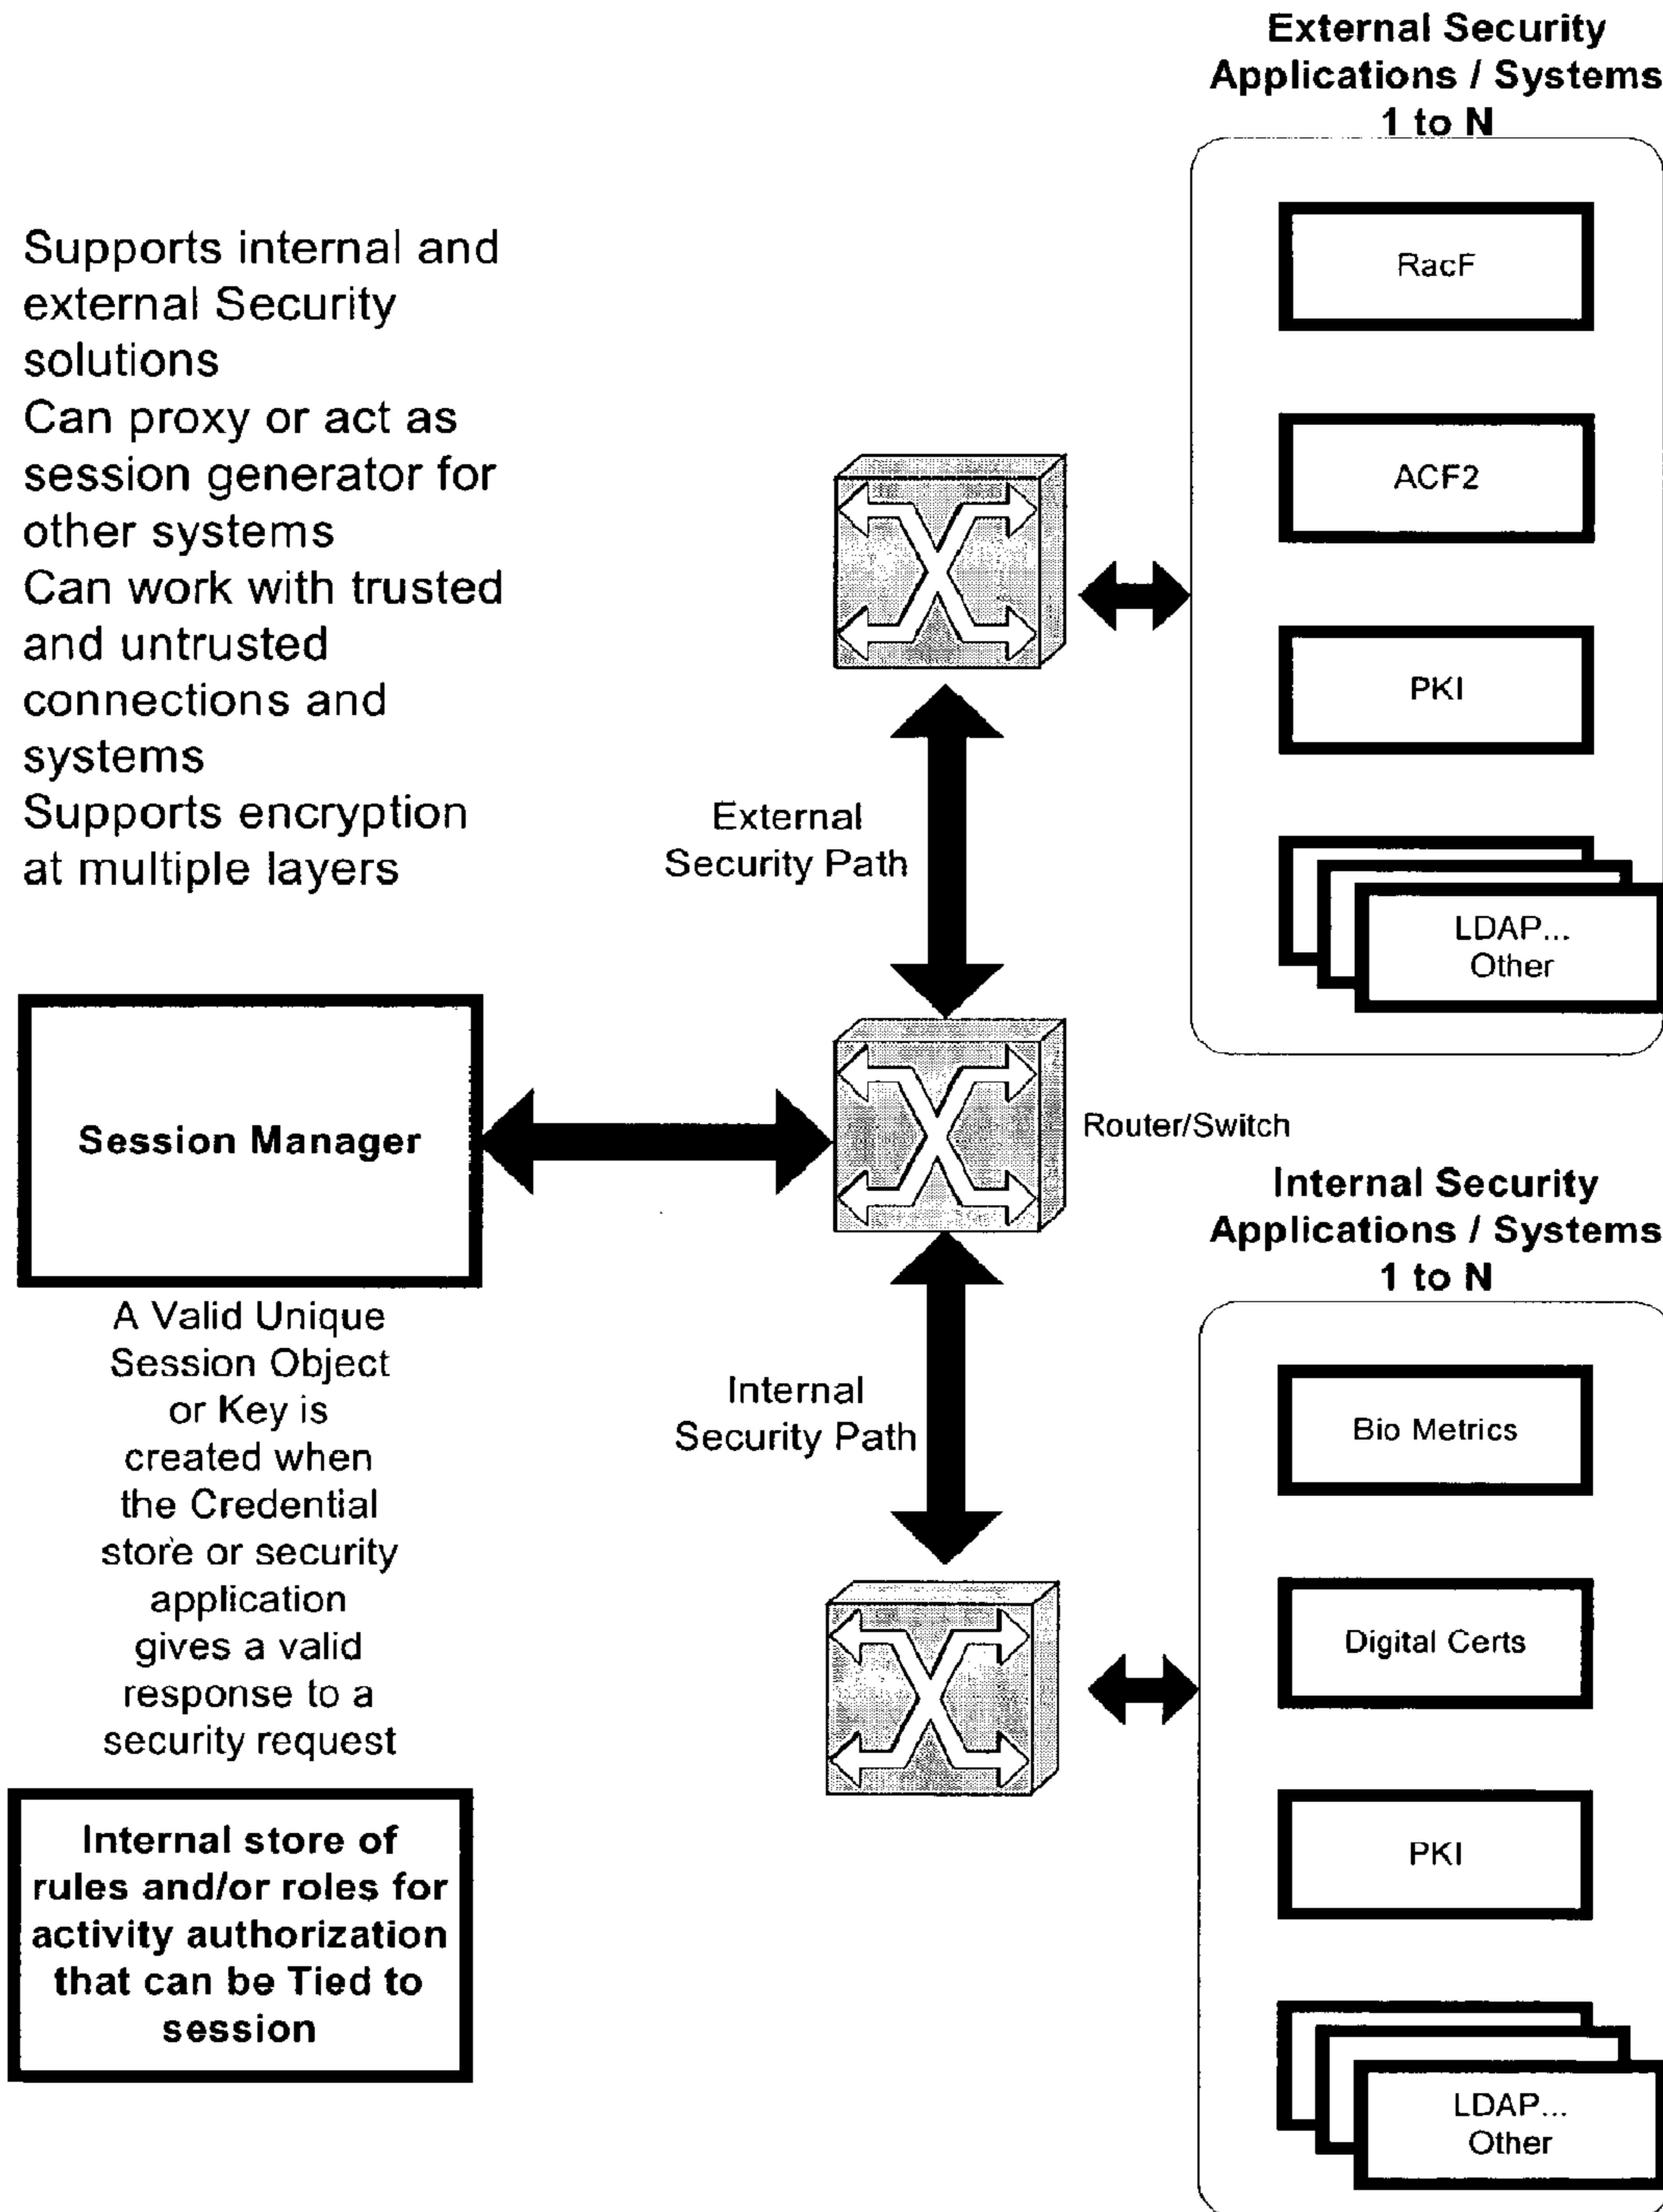 External Security
Applications / Systems
1 to N
RacF
ACF2
PKI
LDAP...
Other
Supports internal and
external Security
solutions
Can proxy or act as
session generator for
other systems
Can work with trusted
and untrusted
connections and
systems
Supports encryption
at multiple layers
External
Security Path
Session Manager
Router/Switch
A Valid Unique
Session Object
or Key is
created when
the Credential
store or security
application
gives a valid
response to a
security request
Internal
Security Path
Internal Security
Applications / Systems
1 to N
Bio Metrics
Digital Certs
PKI
LDAP...
Other
Internal store of
rules and/or roles for
activity authorization
that can be Tied to
session